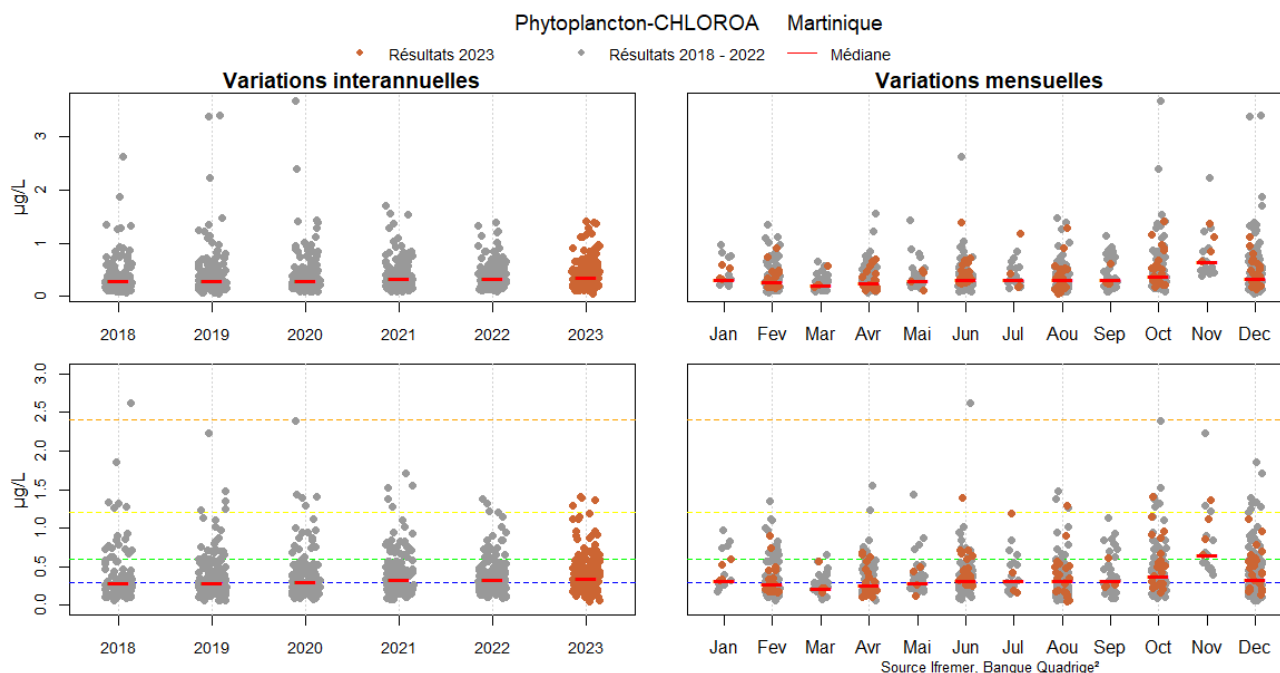 Phytoplancton-CHLOROA Martinique
Résultats 2023 Résultats 2018 - 2022 Médiane
Variations interannuelles
µg/L
3
2
1
0
2018 2019 2020 2021 2022 2023
Variations mensuelles
Jan Fev Mar Avr Mai Jun Jul Aou Sep Oct Nov Dec
µg/L
3.0
2.5
2.0
1.5
1.0
0.5
0.0
2018 2019 2020 2021 2022 2023
Jan Fev Mar Avr Mai Jun Jul Aou Sep Oct Nov Dec
Source Ifremer, Banque Quadrige²